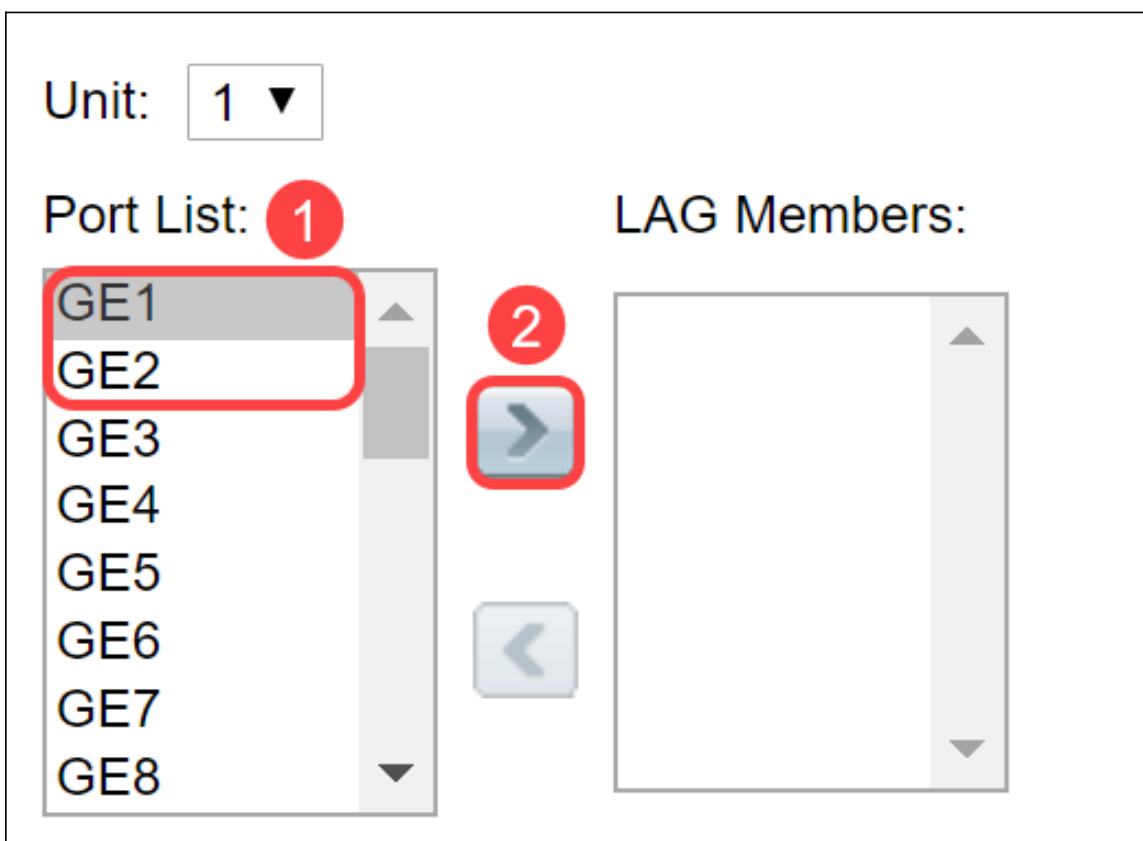 Unit: 1
Port List: 1
LAG Members:
GE1
GE2
2
GE3
GE4
GE5
GE6
GE7
GE8